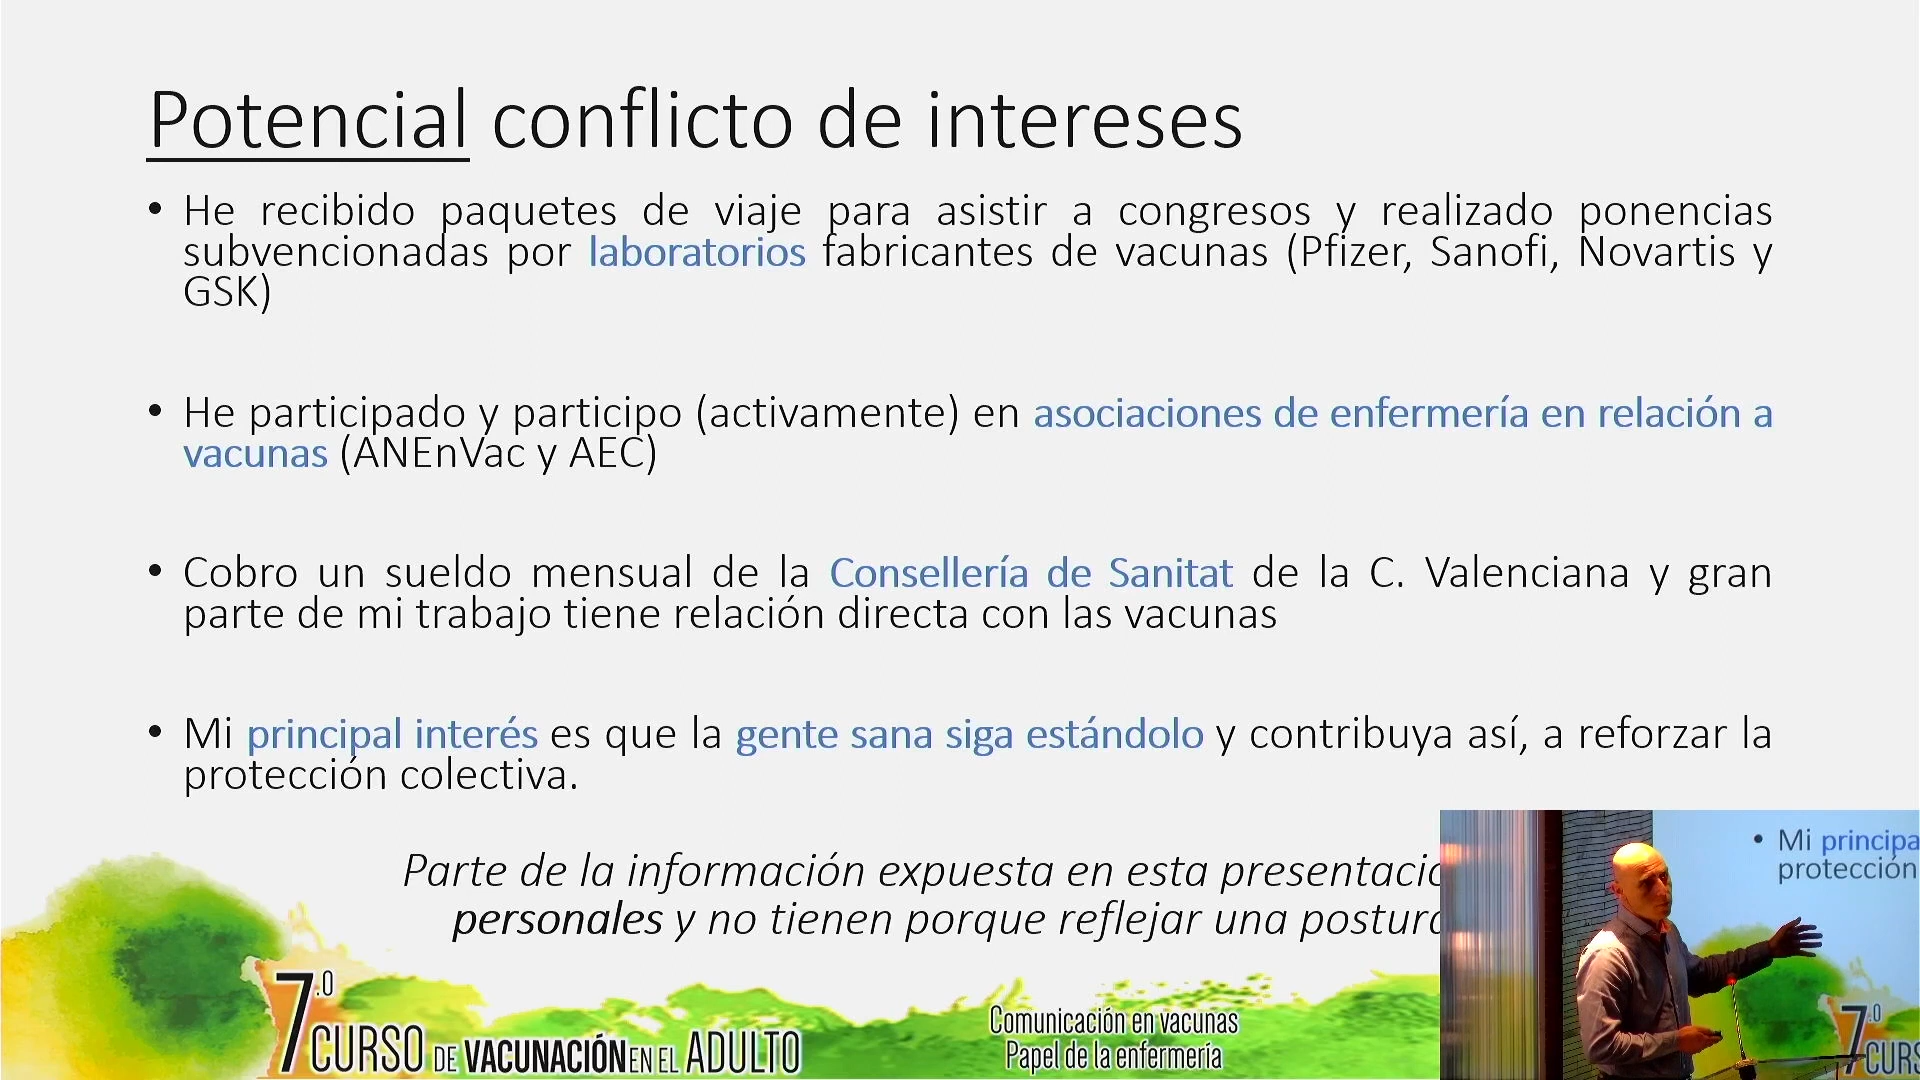 Potencial conflicto de intereses
• He recibido paquetes de viaje para asistir a congresos y realizado ponencias
subvencionadas por laboratorios fabricantes de vacunas (Pfizer, Sanofi, Novartis y
GSK)
• He participado y participo (activamente) en asociaciones de enfermería en relación a
vacunas (ANEnVac y AEC)
• Cobro un sueldo mensual de la Consellería de Sanitat de la C. Valenciana y gran
parte de mi trabajo tiene relación directa con las vacunas
• Mi principal interés es que la gente sana siga estándolo y contribuya así, a reforzar la
protección colectiva.
Parte de la información expuesta en esta presentacio
personales y no tienen porque reflejar una postura
7.º CURSO DE VACUNACIÓN EN EL ADULTO
Comunicación en vacunas
Papel de la enfermería
• Mi principa
protección
7.º
CURS